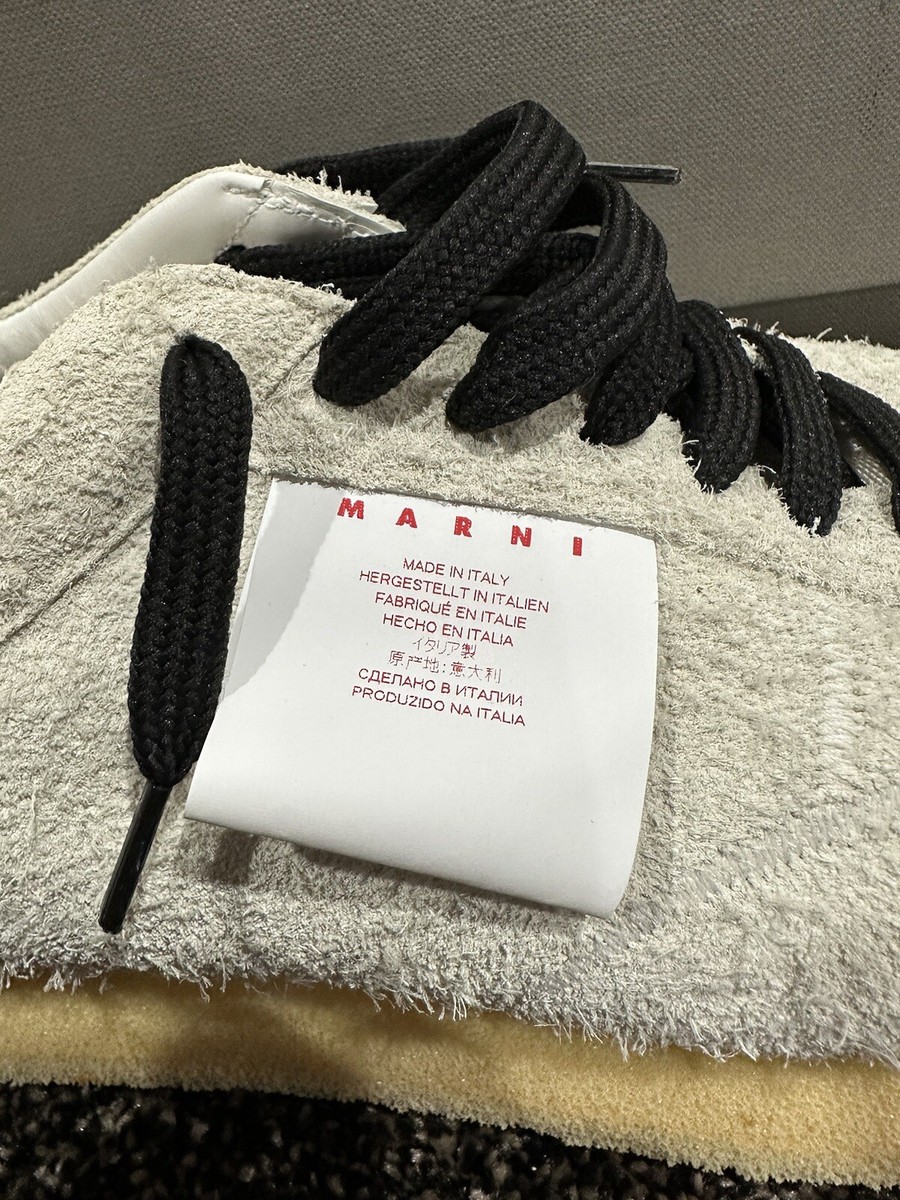 MARNI
MADE IN ITALY
HERGESTELLT IN ITALIEN
FABRIQUÉ EN ITALIE
HECHO EN ITALIA
イタリア製
原产地:意大利
СДЕЛАНО В ИТАЛИИ
PRODUZIDO NA ITALIA